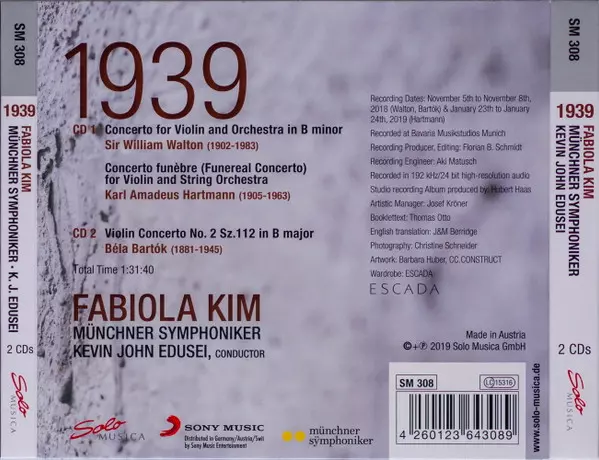 SM 308
1939
FABIOLA KIM
MÜNCHNER SYMPHONIKER · K. J. EDUSEI
2 CDs
Solo
MUSICA
1939
CD 1 Concerto for Violin and Orchestra in B minor
Sir William Walton (1902-1983)
Concerto funèbre (Funereal Concerto)
for Violin and String Orchestra
Karl Amadeus Hartmann (1905-1963)
CD 2 Violin Concerto No. 2 Sz.112 in B major
Béla Bartók (1881-1945)
Total Time 1:31:40
FABIOLA KIM
MÜNCHNER SYMPHONIKER
KEVIN JOHN EDUSEI, CONDUCTOR
Solo
MUSICA
SONY MUSIC
Distributed in Germany/Austria/Swit
by Sony Music Entertainment
münchner
symphoniker
Recording Dates: November 5th to November 8th,
2018 (Walton, Bartók) & January 23th to January
24th, 2019 (Hartmann)
Recorded at Bavaria Musikstudios Munich
Recording Producer, Editing: Florian B. Schmidt
Recording Engineer: Aki Matusch
Recorded in 192 kHz/24 bit high-resolution audio
Studio recording Album produced by: Hubert Haas
Artistic Manager: Josef Kröner
Booklettext: Thomas Otto
English translation: J&M Berridge
Photography: Christine Schneider
Artwork: Barbara Huber, CC.CONSTRUCT
Wardrobe: ESCADA
ESCADA
Made in Austria
©+℗ 2019 Solo Musica GmbH
SM 308
LC 15316
4 260123 643089
www.solo-musica.de
SM 308
1939
FABIOLA KIM
MÜNCHNER SYMPHONIKER
KEVIN JOHN EDUSEI
2 CDs
Solo
MUSICA